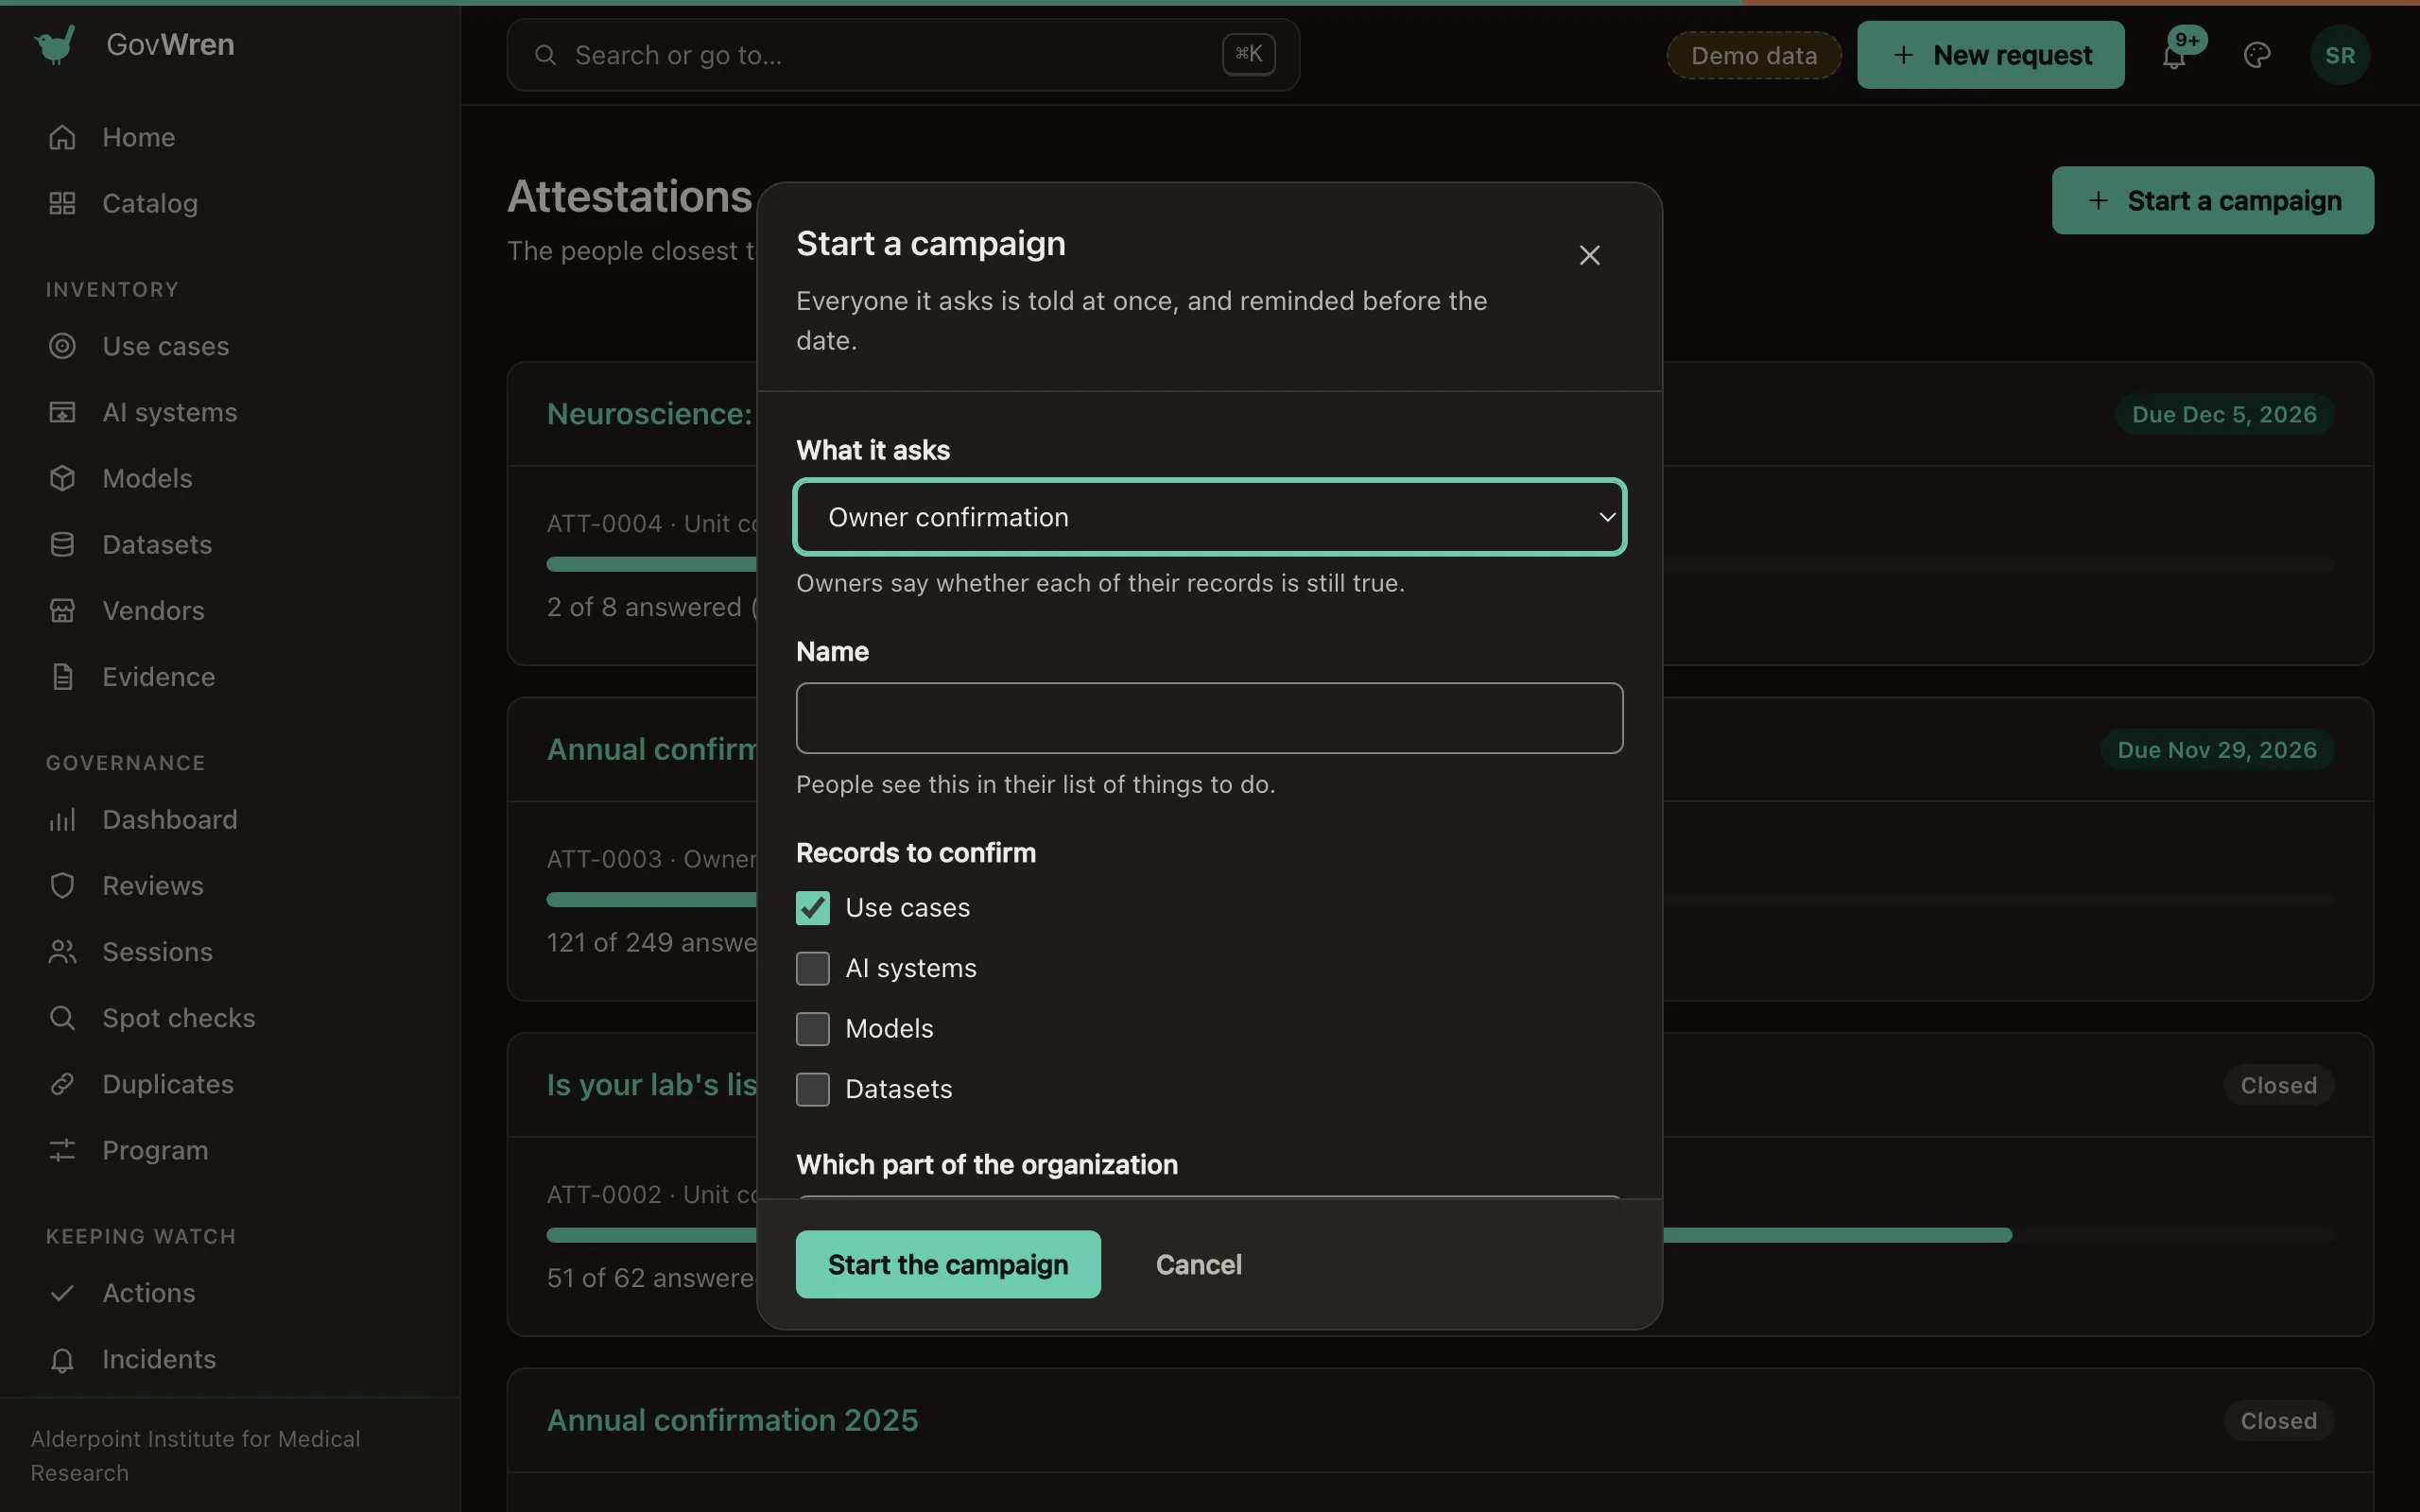 GovWren
Search or go to...
⌘K
Demo data
+ New request
9+
SR
Home
Catalog
INVENTORY
Use cases
AI systems
Models
Datasets
Vendors
Evidence
GOVERNANCE
Dashboard
Reviews
Sessions
Spot checks
Duplicates
Program
KEEPING WATCH
Actions
Incidents
Alderpoint Institute for Medical
Research
Attestations
The people closest
+ Start a campaign
Neuroscience:
Due Dec 5, 2026
ATT-0004 · Unit
2 of 8 answered
Annual
Due Nov 29, 2026
ATT-0003 · Owner
121 of 249
Is your lab's
Closed
ATT-0002 · Unit
51 of 62
Annual confirmation 2025
Closed
Start a campaign
Everyone it asks is told at once, and reminded before the
date.
What it asks
Owner confirmation
Owners say whether each of their records is still true.
Name
People see this in their list of things to do.
Records to confirm
Use cases
AI systems
Models
Datasets
Which part of the organization
Start the campaign
Cancel